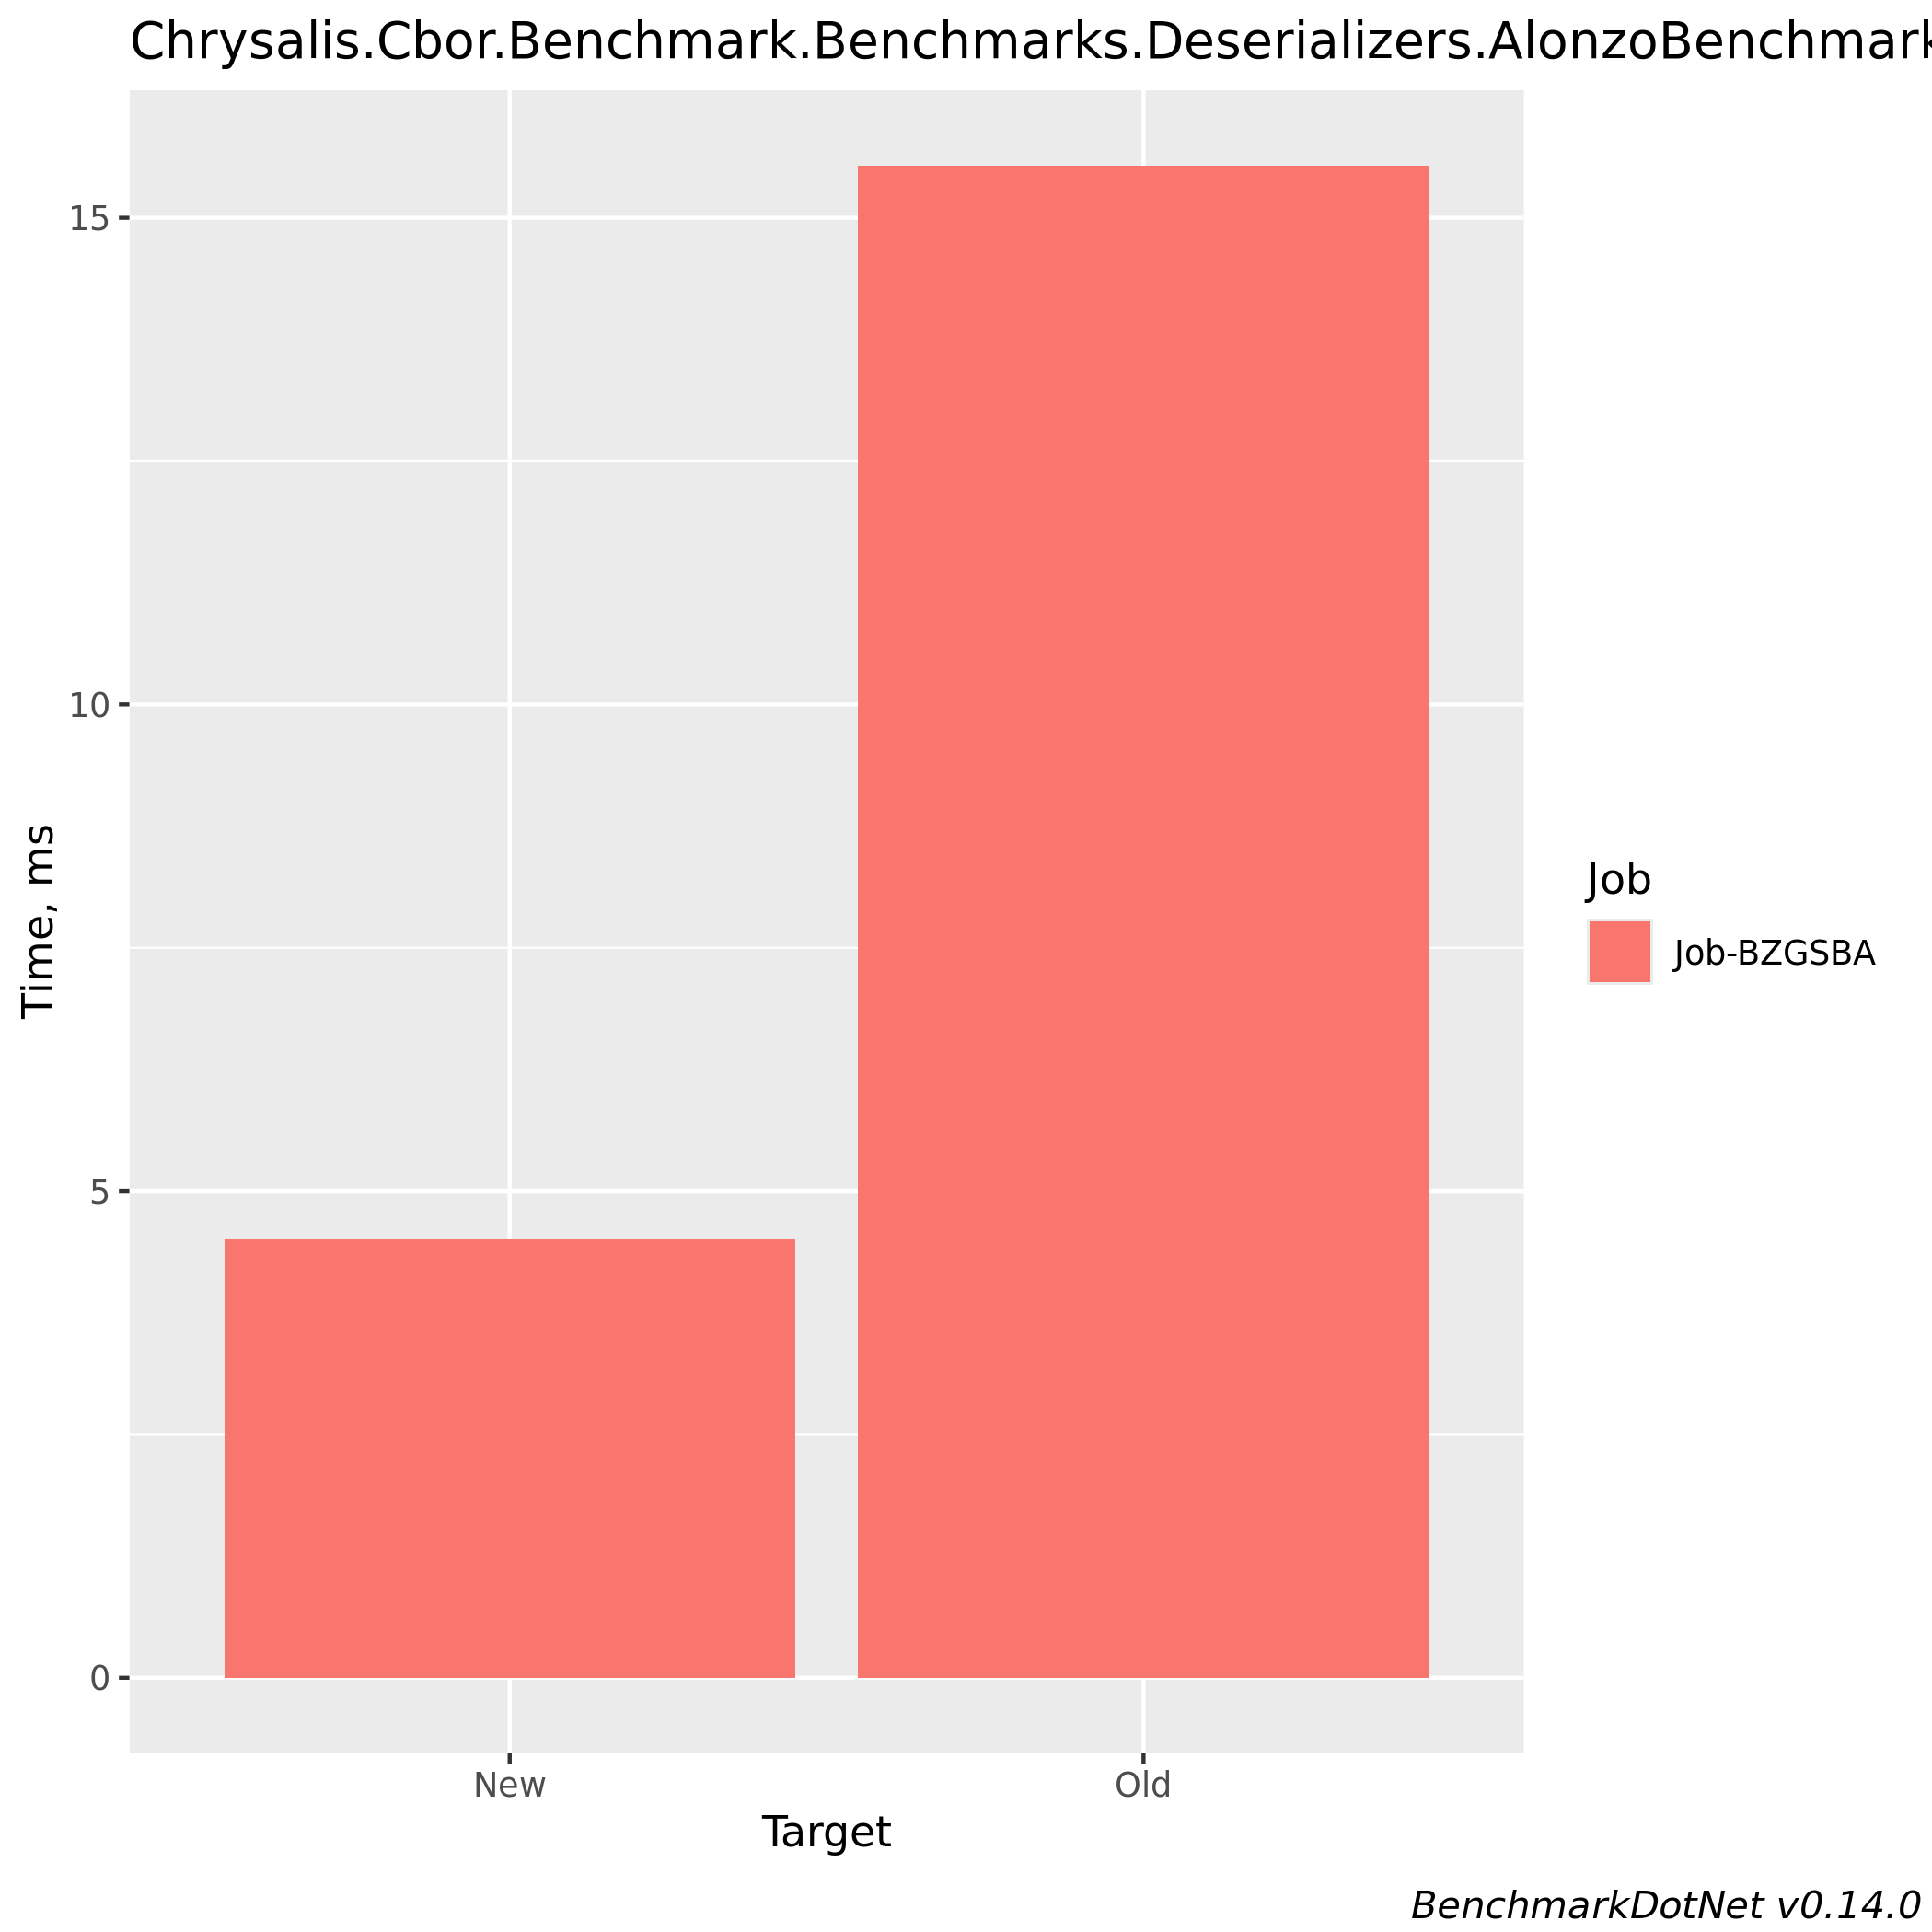 Chrysalis.Cbor.Benchmark.Benchmarks.Deserializers.AlonzoBenchmark
15
10
5
0
Time, ms
New
Old
Target
Job
Job-BZGSBA
BenchmarkDotNet v0.14.0